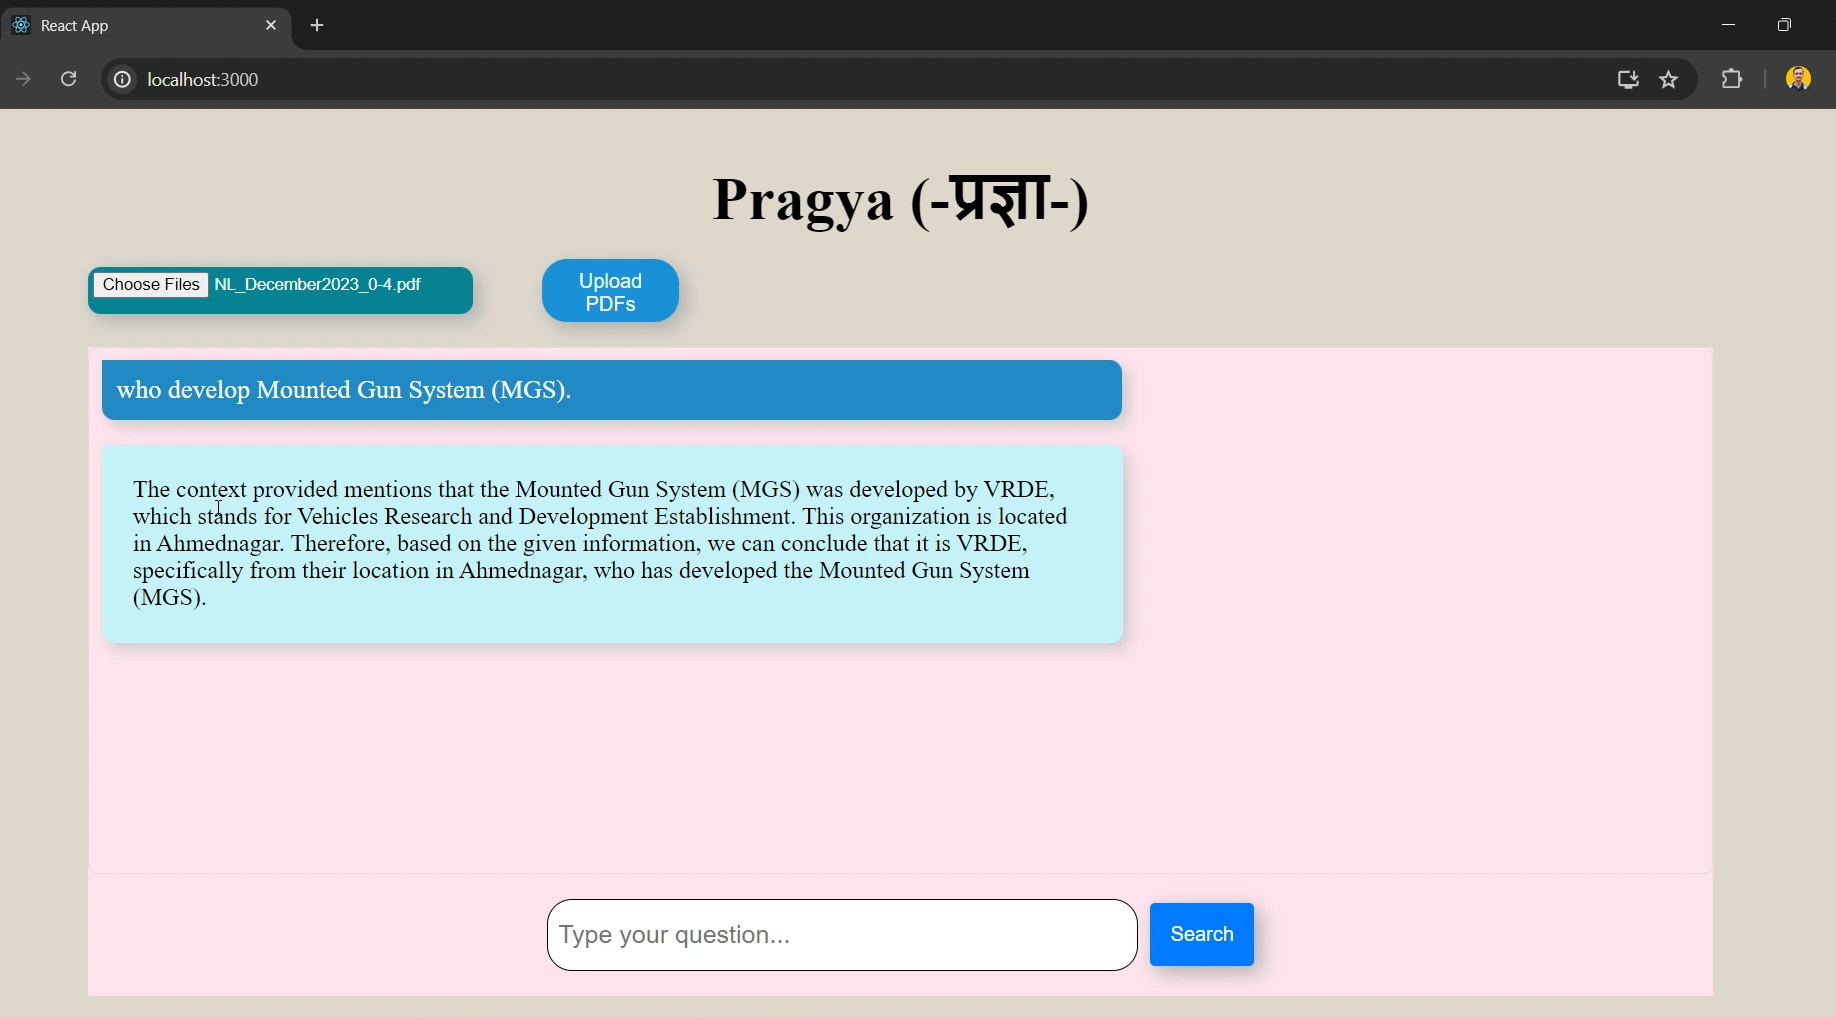 React App
localhost:3000
Pragya (-प्रज्ञा-)
Choose Files NL_December2023_0-4.pdf
Upload
PDFs
who develop Mounted Gun System (MGS).
The context provided mentions that the Mounted Gun System (MGS) was developed by VRDE,
which stands for Vehicles Research and Development Establishment. This organization is located
in Ahmednagar. Therefore, based on the given information, we can conclude that it is VRDE,
specifically from their location in Ahmednagar, who has developed the Mounted Gun System
(MGS).
Type your question...
Search